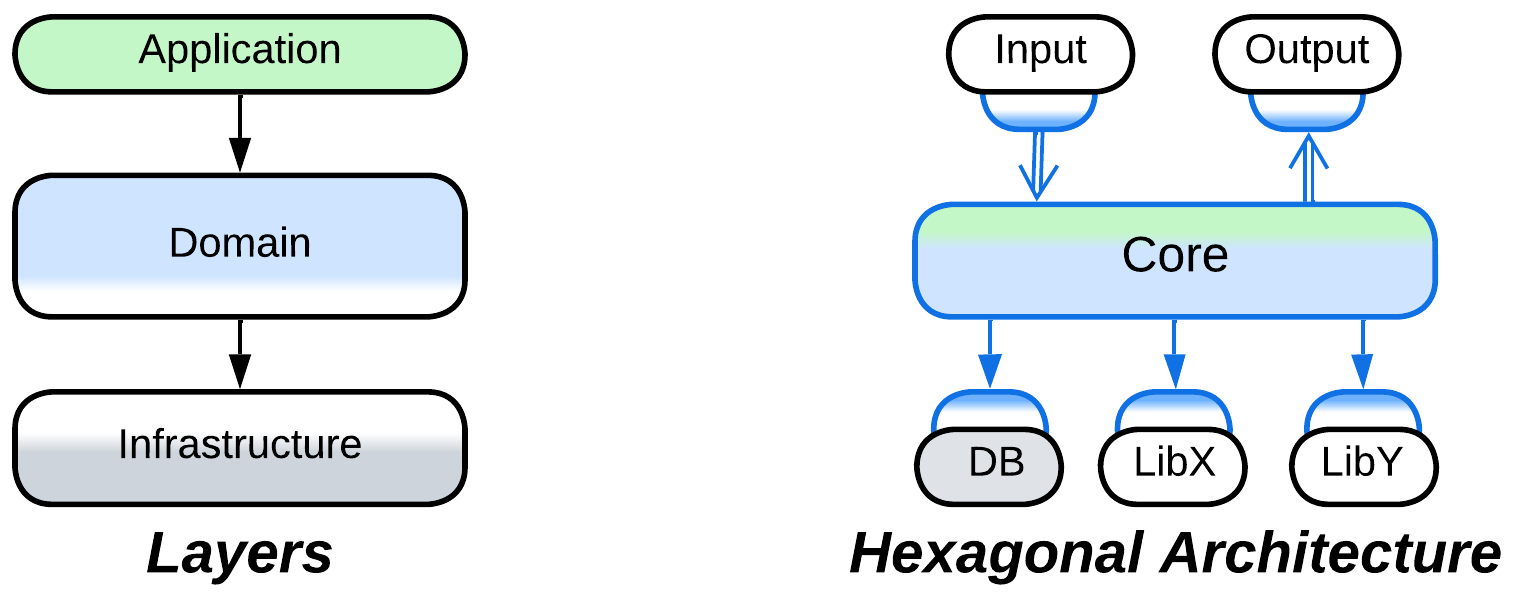 Application
Domain
Infrastructure
Layers
Input
Output
Core
DB
LibX
LibY
Hexagonal Architecture